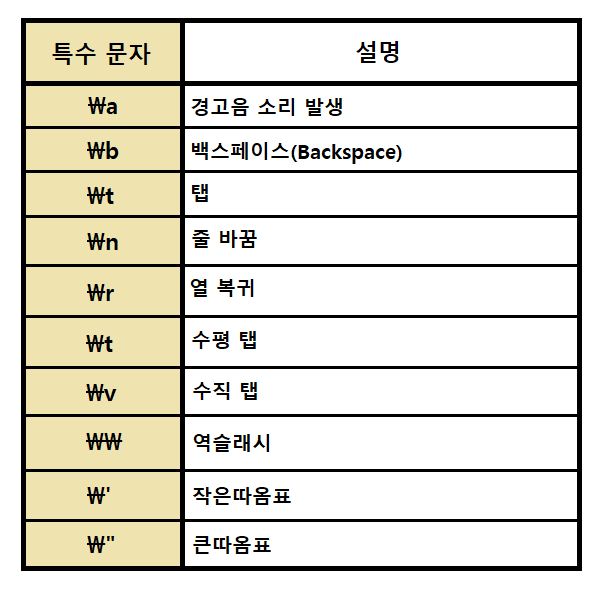 특수 문자 설명
₩a 경고음 소리 발생
₩b 백스페이스(Backspace)
₩t 탭
₩n 줄 바꿈
₩r 열 복귀
₩t 수평 탭
₩v 수직 탭
₩₩ 역슬래시
₩' 작은따옴표
₩" 큰따옴표